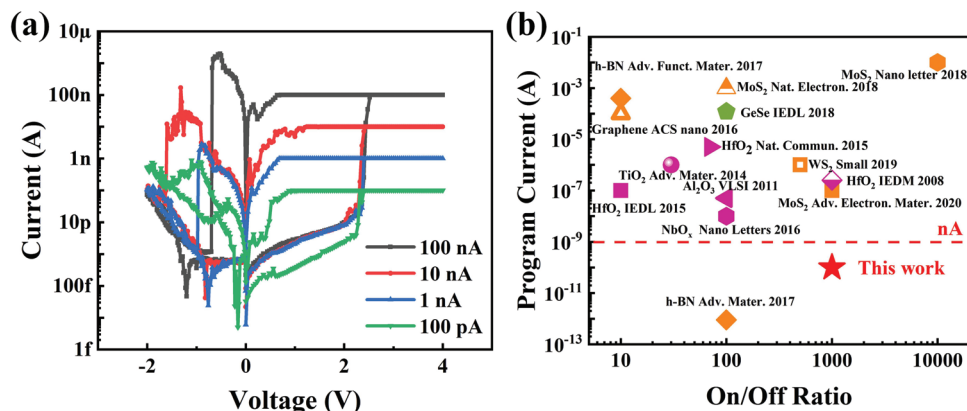 (a)
Current (A)
10μ
100n
1n
10p
100f
1f
-2
0
2
4
Voltage (V)
100 nA
10 nA
1 nA
100 pA
(b)
Program Current (A)
10⁻¹
10⁻³
10⁻⁵
10⁻⁷
10⁻⁹
10⁻¹¹
10⁻¹³
10
100
1000
10000
On/Off Ratio
h-BN Adv. Funct. Mater. 2017
MoS₂ Nano letter 2018
MoS₂ Nat. Electron. 2018
GeSe IEDL 2018
Graphene ACS nano 2016
HfO₂ Nat. Commun. 2015
WS₂ Small 2019
TiO₂ Adv. Mater. 2014
HfO₂ IEDM 2008
Al₂O₃ VLSI 2011
HfO₂ IEDL 2015
MoS₂ Adv. Electron. Mater. 2020
NbOₓ Nano Letters 2016
nA
This work
h-BN Adv. Mater. 2017